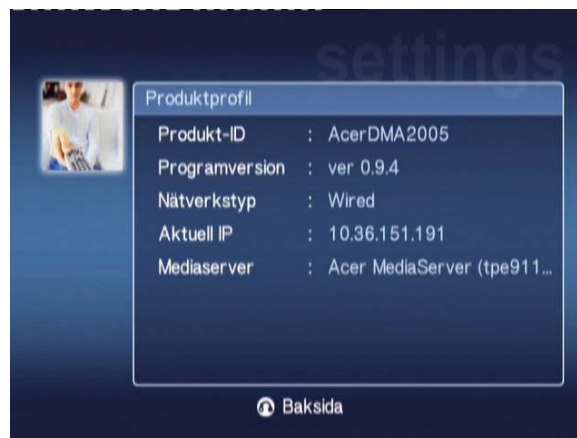 settings
Produktprofil
Produkt-ID : AcerDMA2005
Programversion : ver 0.9.4
Nätverkstyp : Wired
Aktuell IP : 10.36.151.191
Mediaserver : Acer MediaServer (tpe911...
Baksida